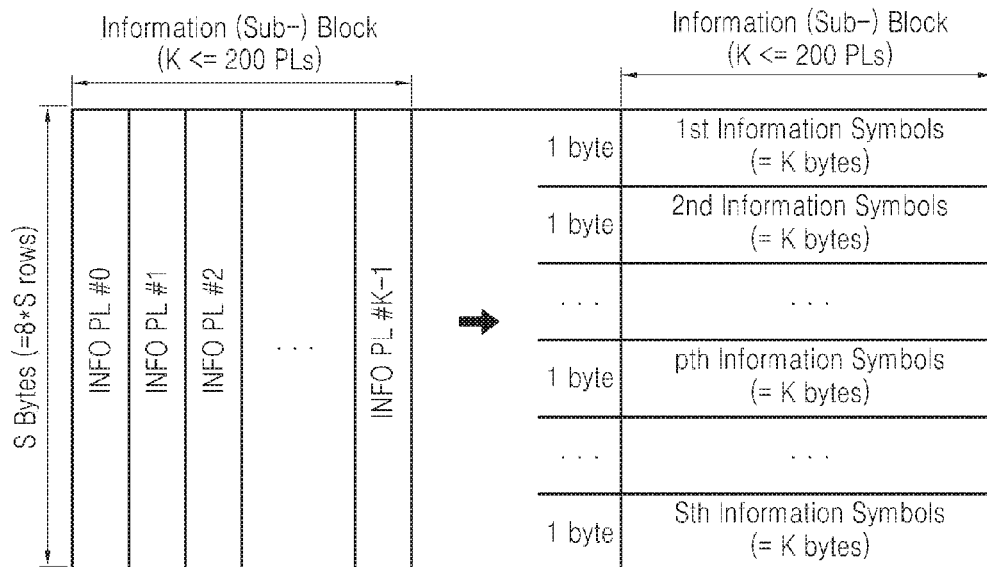 Information (Sub-) Block
(K <= 200 PLs)
Information (Sub-) Block
(K <= 200 PLs)
S Bytes (=8*S rows)
INFO PL #0
INFO PL #1
INFO PL #2
. . .
INFO PL #K-1
1 byte
1st Information Symbols
(= K bytes)
1 byte
2nd Information Symbols
(= K bytes)
. . .
. . .
1 byte
pth Information Symbols
(= K bytes)
. . .
. . .
1 byte
Sth Information Symbols
(= K bytes)